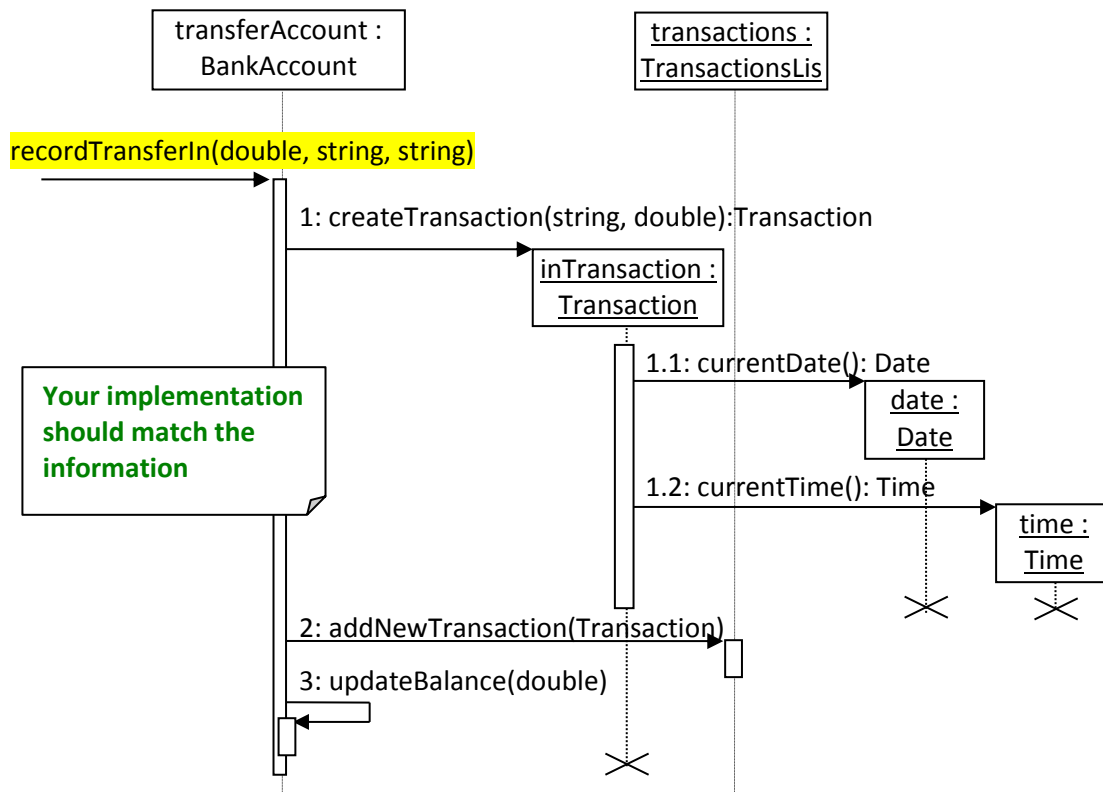 transferAccount :
BankAccount
transactions :
TransactionsLis
recordTransferIn(double, string, string)
1: createTransaction(string, double):Transaction
inTransaction :
Transaction
1.1: currentDate(): Date
Your implementation
should match the
information
date :
Date
1.2: currentTime(): Time
time :
Time
2: addNewTransaction(Transaction)
3: updateBalance(double)